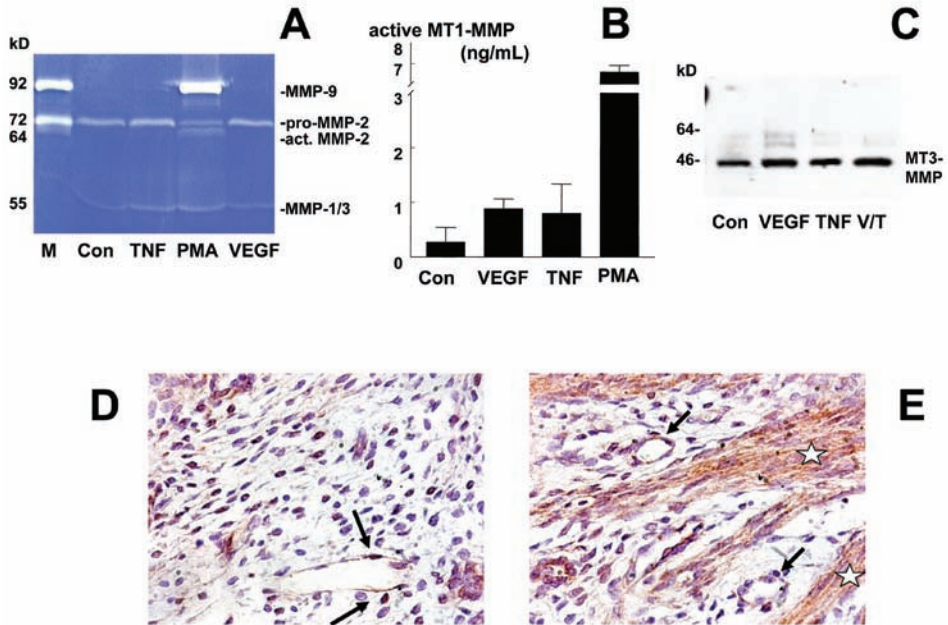 A
kD
92
72
64
55
-MMP-9
-pro-MMP-2
-act. MMP-2
-MMP-1/3
M Con TNF PMA VEGF
B
active MT1-MMP
(ng/mL)
8
7
3
2
1
0
Con VEGF TNF PMA
C
kD
64-
46-
MT3-
MMP
Con VEGF TNF V/T
D
E